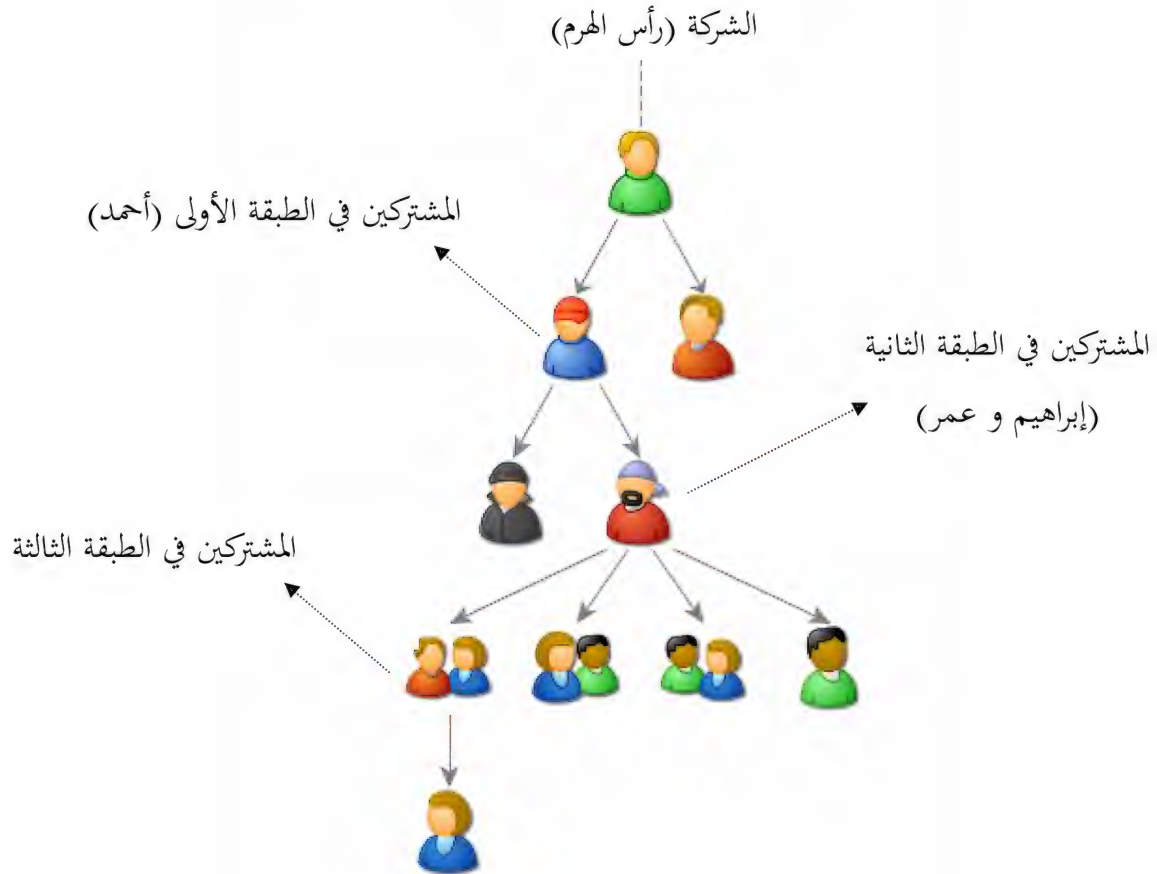 الشركة (رأس الهرم)
المشتركين في الطبقة الأولى (أحمد)
المشتركين في الطبقة الثانية
(إبراهيم و عمر)
المشتركين في الطبقة الثالثة